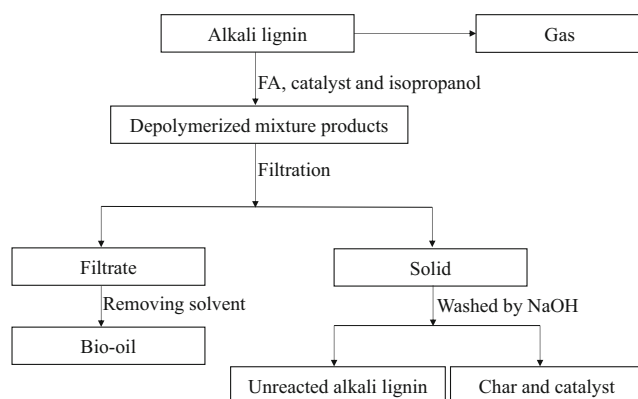 Alkali lignin
Gas
FA, catalyst and isopropanol
Depolymerized mixture products
Filtration
Filtrate
Solid
Removing solvent
Washed by NaOH
Bio-oil
Unreacted alkali lignin
Char and catalyst